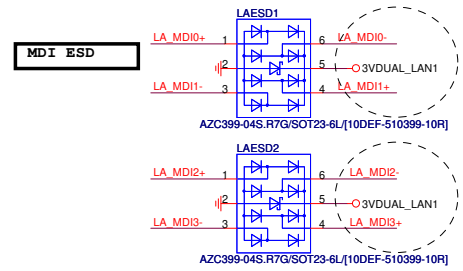 LAESD1
MDI ESD
LA_MDI0+ 1 6 LA_MDI0-
2 5 3VDUAL_LAN1
LA_MDI1- 3 4 LA_MDI1+
AZC399-04S.R7G/SOT23-6L/[10DEF-510399-10R]
LAESD2
LA_MDI2+ 1 6 LA_MDI2-
2 5 3VDUAL_LAN1
LA_MDI3- 3 4 LA_MDI3+
AZC399-04S.R7G/SOT23-6L/[10DEF-510399-10R]